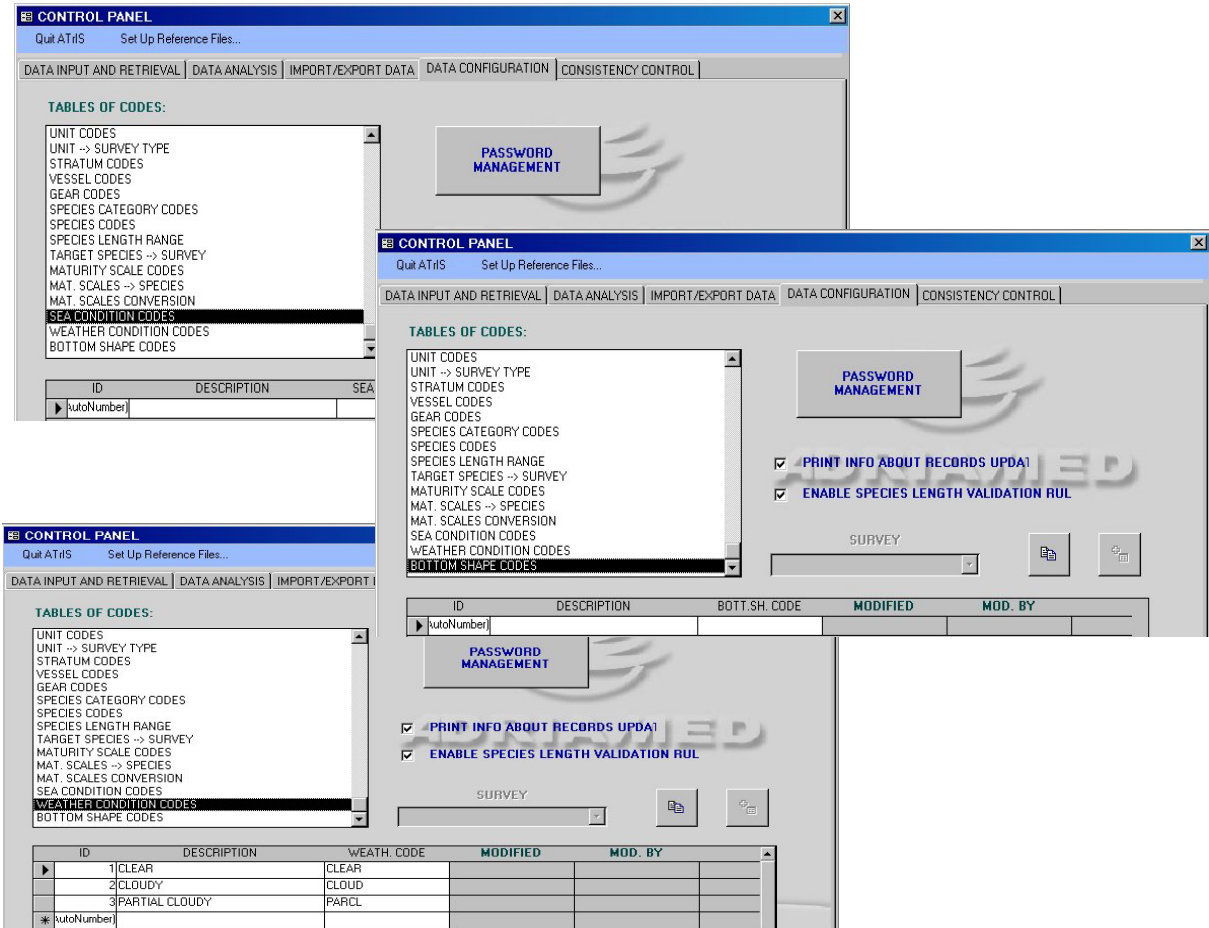 CONTROL PANEL
Quit ATrIS Set Up Reference Files...
DATA INPUT AND RETRIEVAL DATA ANALYSIS IMPORT/EXPORT DATA DATA CONFIGURATION CONSISTENCY CONTROL
TABLES OF CODES:
UNIT CODES
UNIT --> SURVEY TYPE
STRATUM CODES
VESSEL CODES
GEAR CODES
SPECIES CATEGORY CODES
SPECIES CODES
SPECIES LENGTH RANGE
TARGET SPECIES --> SURVEY
MATURITY SCALE CODES
MAT. SCALES --> SPECIES
MAT. SCALES CONVERSION
SEA CONDITION CODES
WEATHER CONDITION CODES
BOTTOM SHAPE CODES
PASSWORD
MANAGEMENT
ID DESCRIPTION SEA
utoNumber)
CONTROL PANEL
Quit ATrIS Set Up Reference Files...
DATA INPUT AND RETRIEVAL DATA ANALYSIS IMPORT/EXPORT DATA DATA CONFIGURATION CONSISTENCY CONTROL
TABLES OF CODES:
UNIT CODES
UNIT --> SURVEY TYPE
STRATUM CODES
VESSEL CODES
GEAR CODES
SPECIES CATEGORY CODES
SPECIES CODES
SPECIES LENGTH RANGE
TARGET SPECIES --> SURVEY
MATURITY SCALE CODES
MAT. SCALES --> SPECIES
MAT. SCALES CONVERSION
SEA CONDITION CODES
WEATHER CONDITION CODES
BOTTOM SHAPE CODES
PASSWORD
MANAGEMENT
ADRIAMED
PRINT INFO ABOUT RECORDS UPDAT
ENABLE SPECIES LENGTH VALIDATION RUL
SURVEY
ID DESCRIPTION BOTT.SH. CODE MODIFIED MOD. BY
utoNumber)
CONTROL PANEL
Quit ATrIS Set Up Reference Files...
DATA INPUT AND RETRIEVAL DATA ANALYSIS IMPORT/EXPORT
TABLES OF CODES:
UNIT CODES
UNIT --> SURVEY TYPE
STRATUM CODES
VESSEL CODES
GEAR CODES
SPECIES CATEGORY CODES
SPECIES CODES
SPECIES LENGTH RANGE
TARGET SPECIES --> SURVEY
MATURITY SCALE CODES
MAT. SCALES --> SPECIES
MAT. SCALES CONVERSION
SEA CONDITION CODES
WEATHER CONDITION CODES
BOTTOM SHAPE CODES
PASSWORD
MANAGEMENT
ADRIAMED
PRINT INFO ABOUT RECORDS UPDAT
ENABLE SPECIES LENGTH VALIDATION RUL
SURVEY
ID DESCRIPTION WEATH. CODE MODIFIED MOD. BY
1 CLEAR CLEAR
2 CLOUDY CLOUD
3 PARTIAL CLOUDY PARCL
utoNumber)